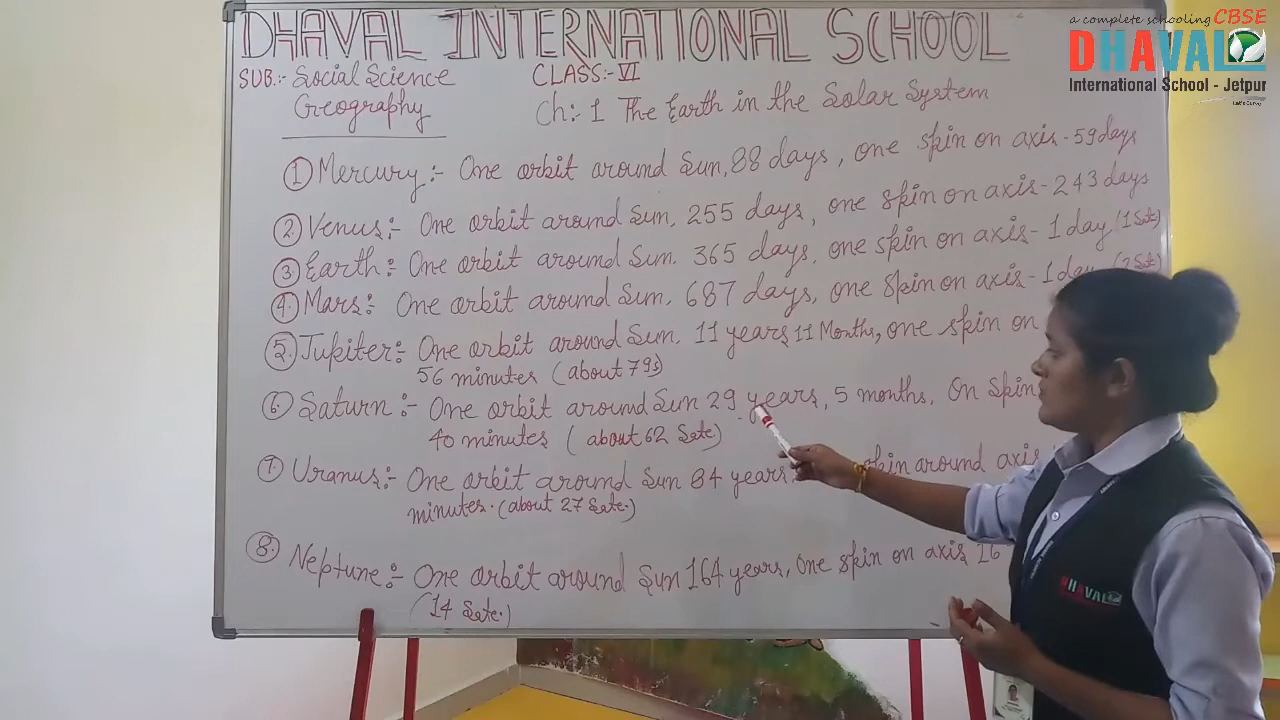 DHAVAL INTERNATIONAL SCHOOL
a complete schooling CBSE
DHAVAL
International School - Jetpur
SUB:- Social Science
CLASS:- VI
Geography
Ch:- 1 The Earth in the Solar System
1 Mercury:- One orbit around Sun, 88 days, one spin on axis - 59 days
2 Venus:- One orbit around Sun, 255 days, one spin on axis - 243 days
3 Earth:- One orbit around Sun. 365 days, one spin on axis - 1 day (1 Sate)
4 Mars:- One orbit around Sun, 687 days, one spin on axis - 1 day (2 Sate)
5. Jupiter:- One orbit around Sun, 11 years 11 Months, one spin on
56 minutes (about 79s)
6 Saturn:- One orbit around Sun 29 years, 5 months, On Spin
40 minutes (about 62 Sate)
7. Uranus:- One orbit around Sun 84 years, spin around axis
minutes. (about 27 Sate.)
8. Neptune:- One orbit around Sun 164 years, One spin on axis 16
(14 Sate.)
DHAVAL